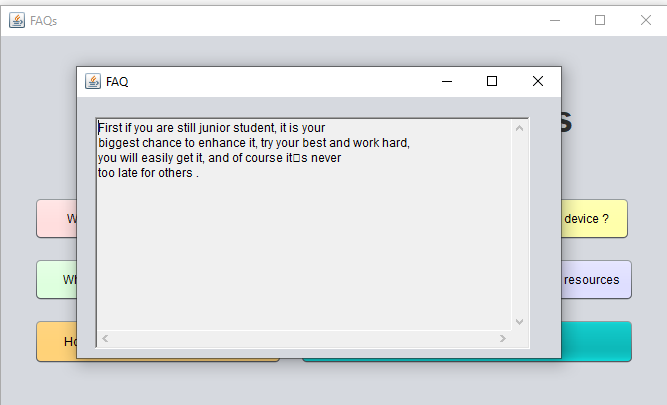 FAQs
FAQ
First if you are still junior student, it is your
biggest chance to enhance it, try your best and work hard,
you will easily get it, and of course it□s never
too late for others .
device ?
resources